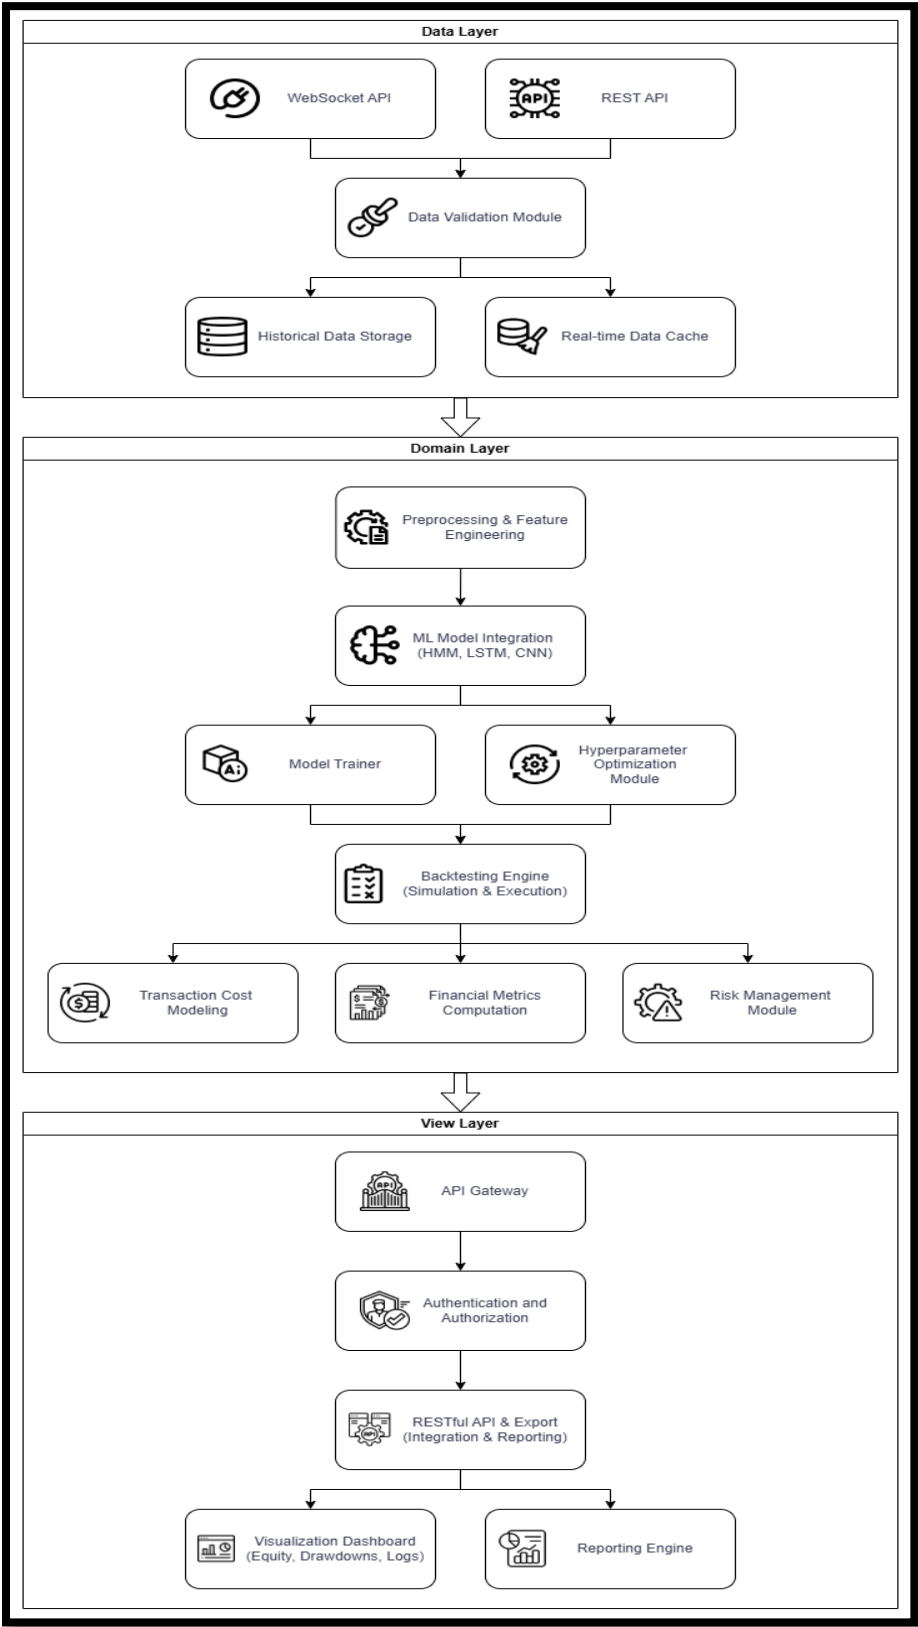 Data Layer
WebSocket API
API
REST API
Data Validation Module
Historical Data Storage
Real-time Data Cache
Domain Layer
Preprocessing & Feature
Engineering
ML Model Integration
(HMM, LSTM, CNN)
Ai
Model Trainer
Hyperparameter
Optimization
Module
Backtesting Engine
(Simulation & Execution)
$
Transaction Cost
Modeling
$
$
Financial Metrics
Computation
!
Risk Management
Module
View Layer
API
API Gateway
Authentication and
Authorization
API
RESTful API & Export
(Integration & Reporting)
Visualization Dashboard
(Equity, Drawdowns, Logs)
Reporting Engine